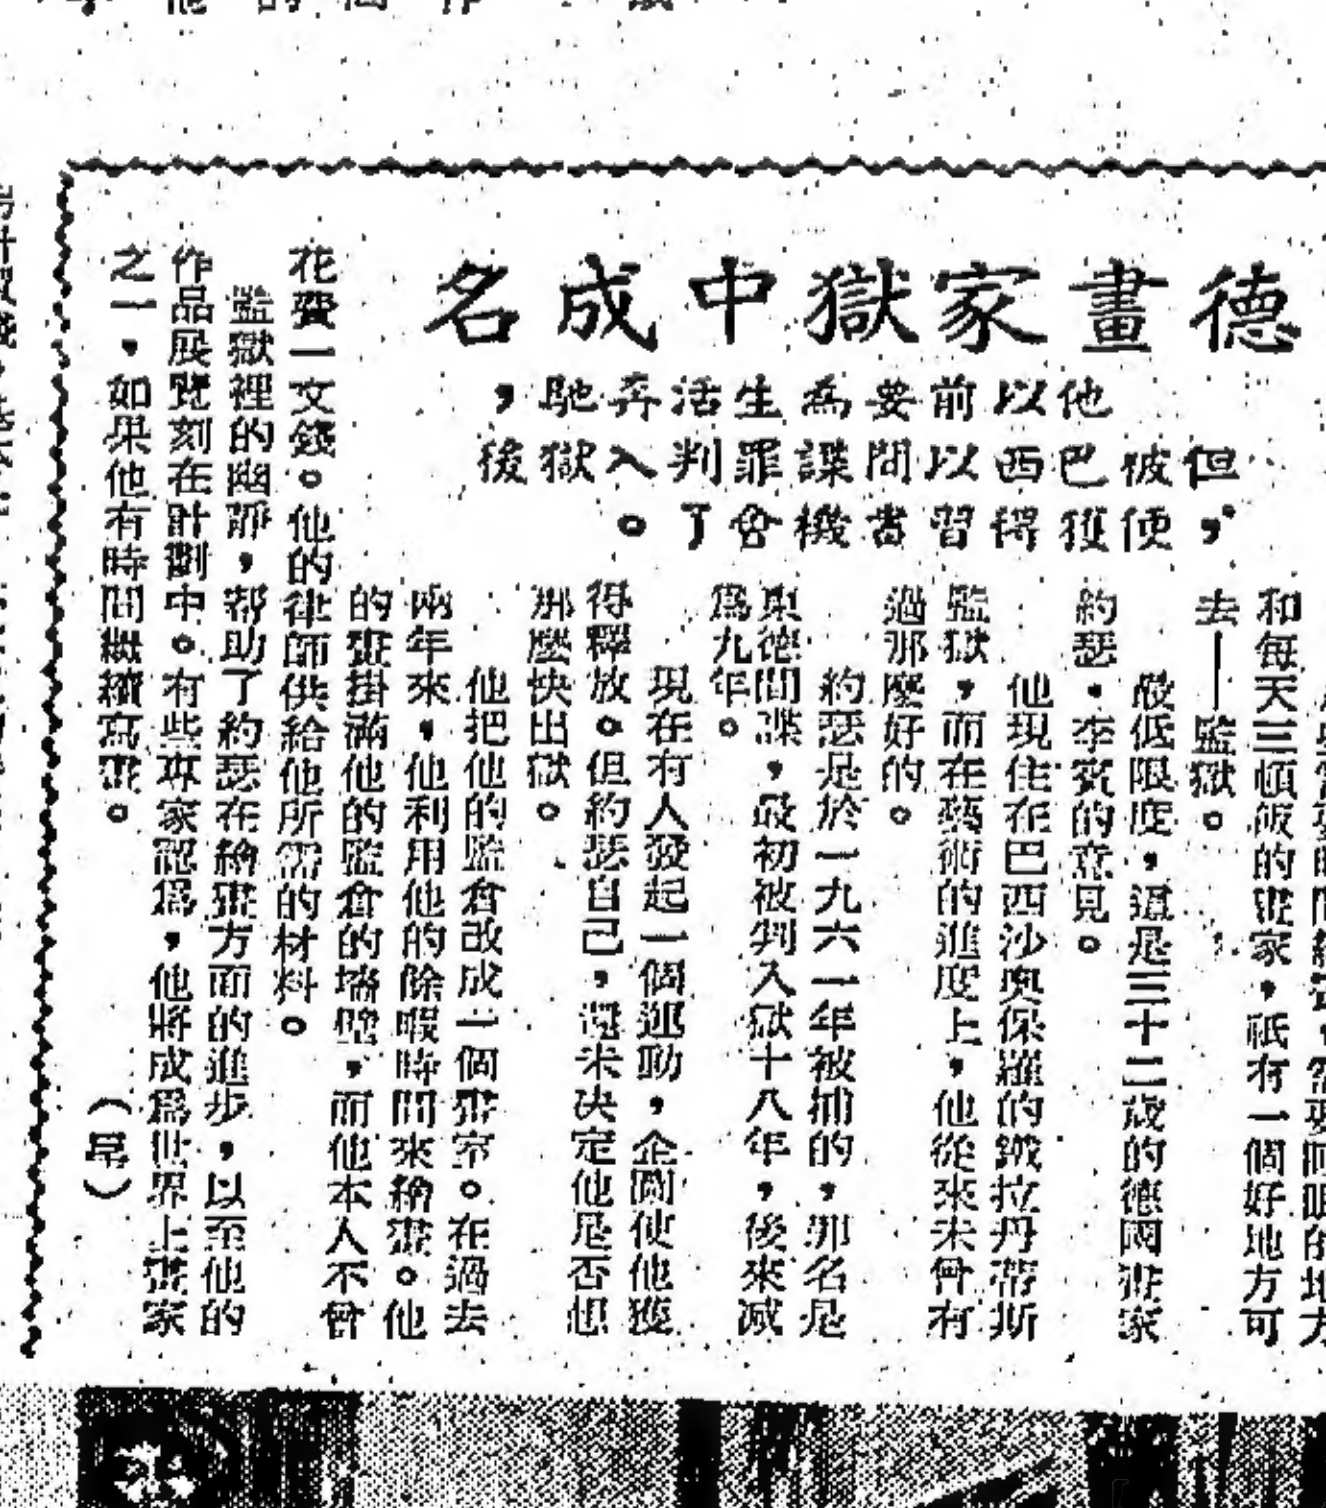 德畫家獄中成名
他以前要為生活弃馳，
但被巴西以間諜罪判入獄後
，便獲得習畫機會了。
和每天三頓飯的畫家，祇有一個好地方可
去——監獄。
最低限度，這是三十二歲的德國畫家
約瑟・李賓的意見。
他現住在巴西沙奧保羅的鐵拉丹蒂斯
監獄，而在藝術的進度上，他從來未曾有
過那麼好的。
約瑟是於一九六一年被捕的，罪名是
東德間諜，最初被判入獄十八年，後來減
爲九年。
現在有人發起一個運動，企圖使他獲
得釋放。但約瑟自己，還未決定他是否想
那麼快出獄。
他把他的監倉改成一個畫室。在過去
兩年來，他利用他的餘暇時間來繪畫。他
的畫掛滿他的監倉的墻壁，而他本人不曾
花費一文錢。他的律師供給他所需的材料。
監獄裡的幽靜，帮助了約瑟在繪畫方面的進步，以至他的
作品展覽刻在計劃中。有些專家認爲，他將成爲世界上畫家
之一，如果他有時間繼續寫畫。
（昂）